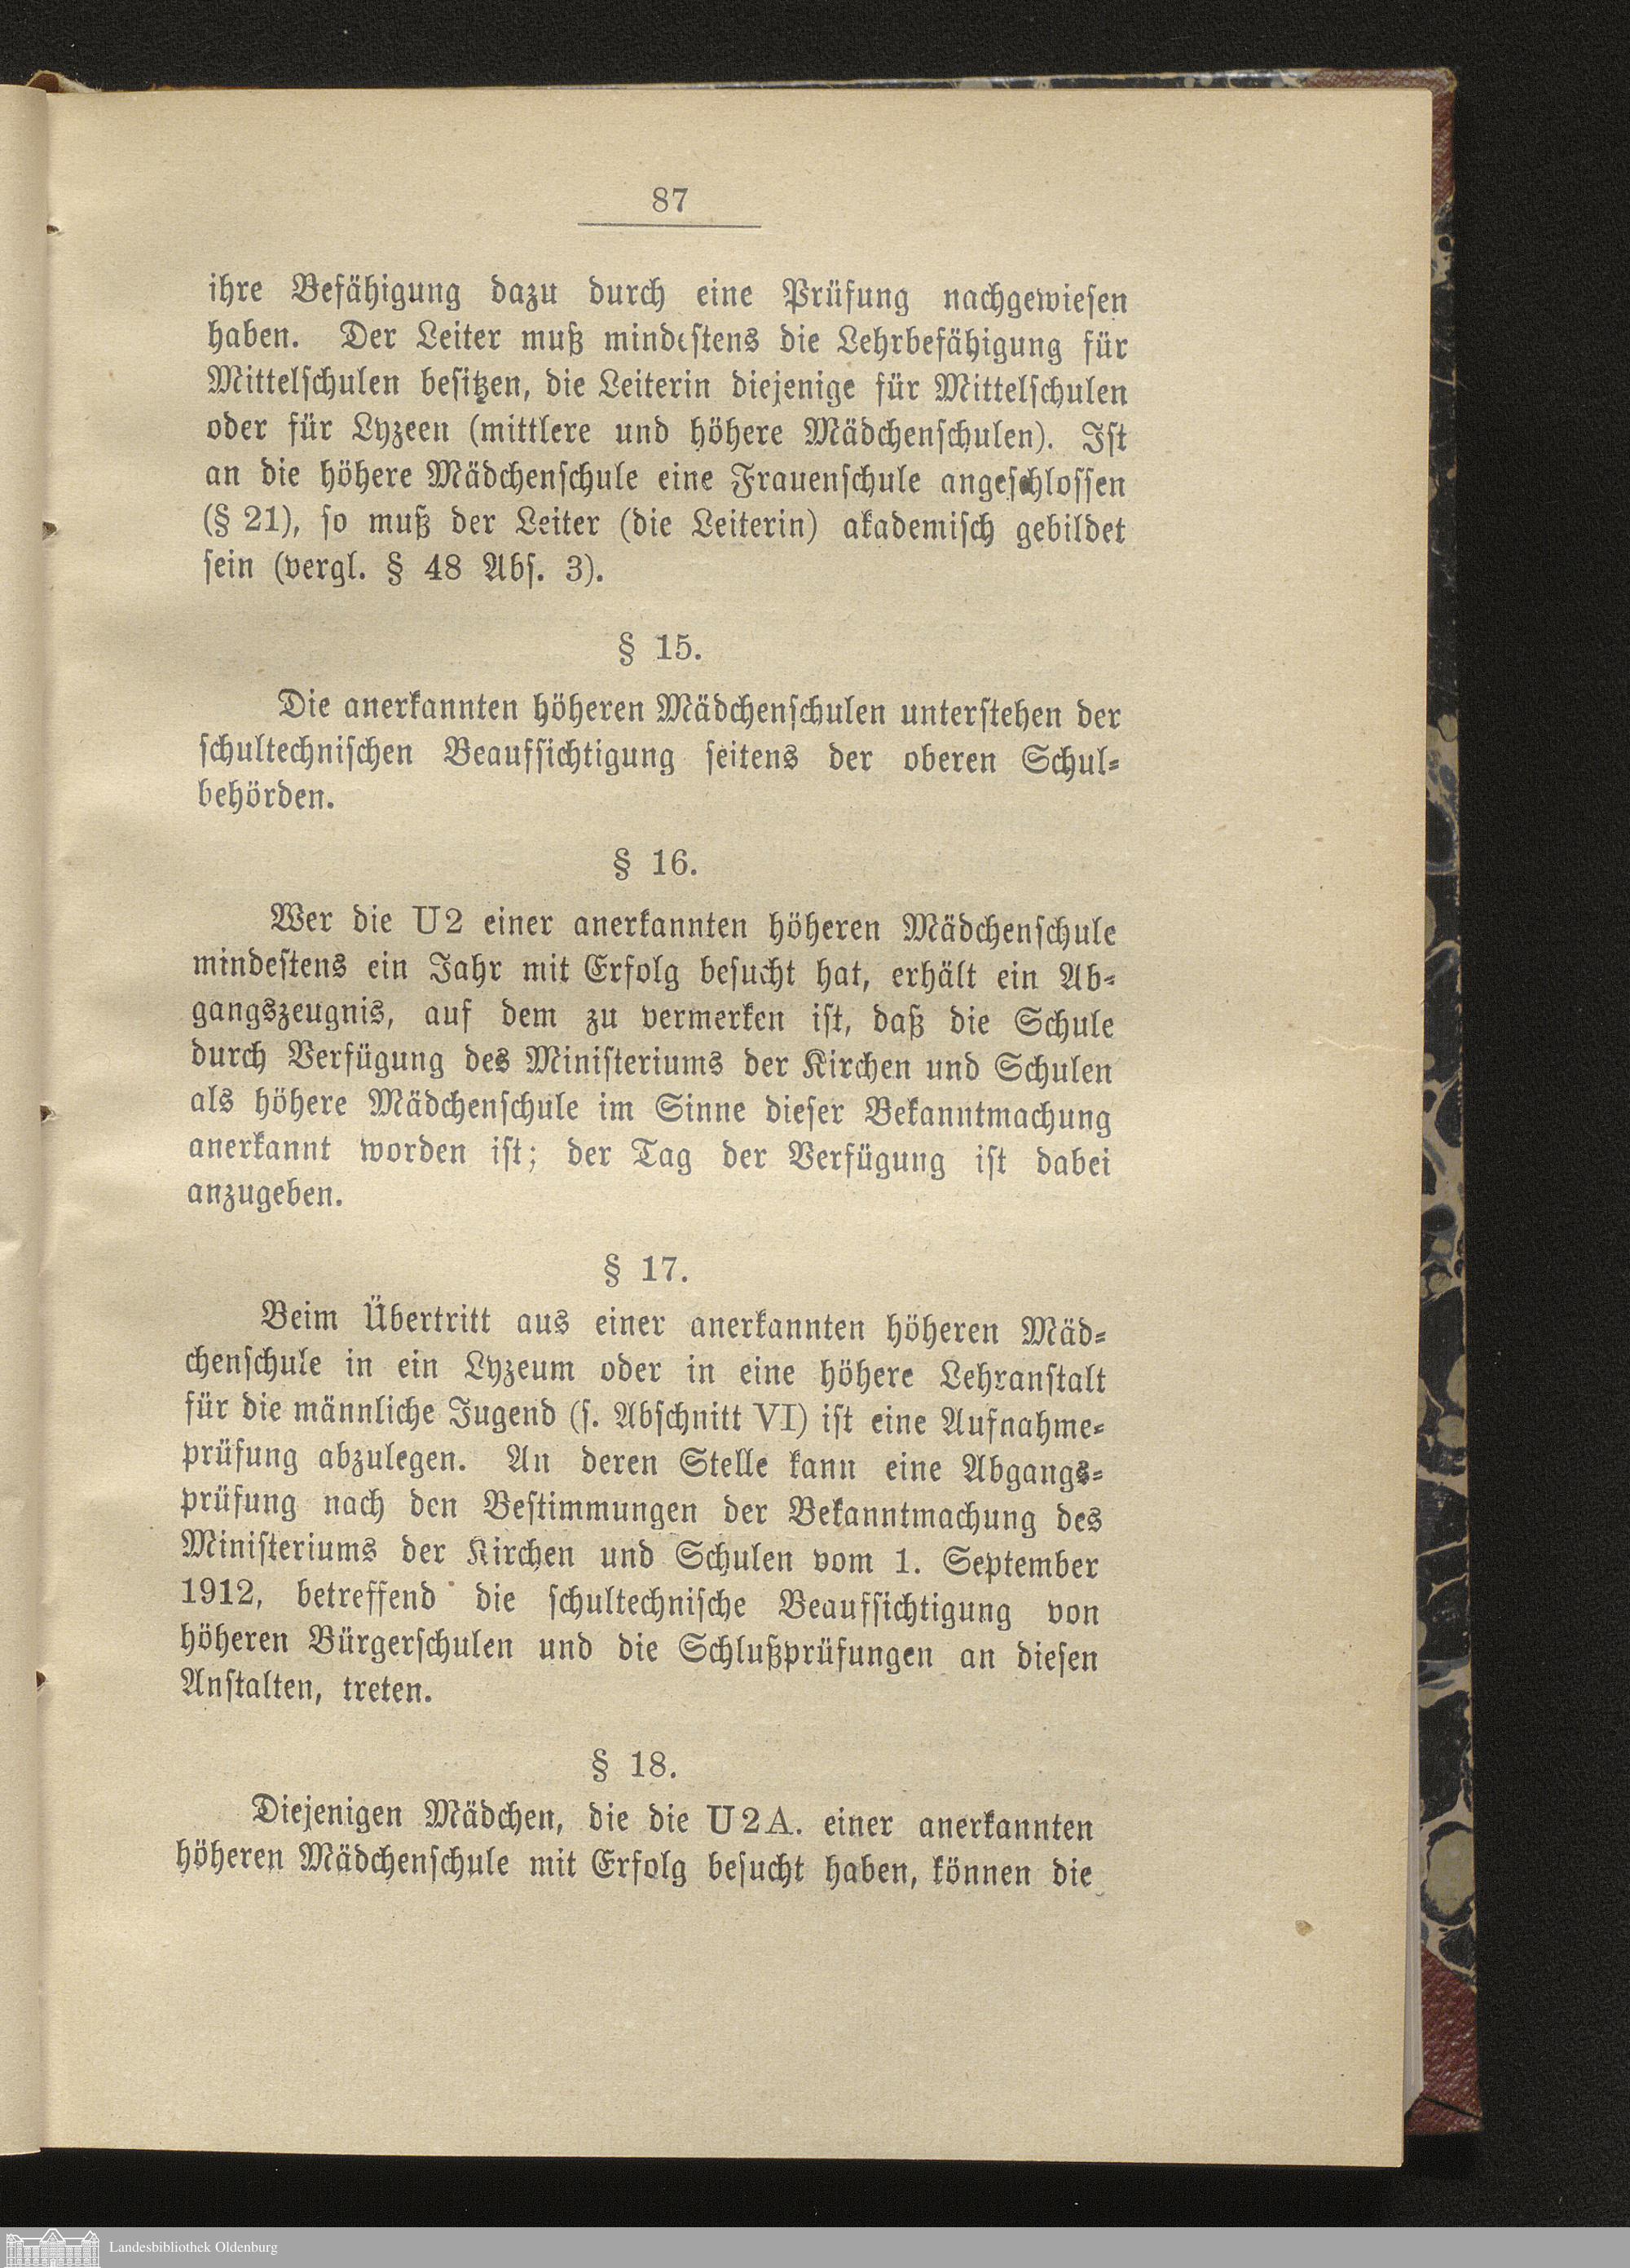 87
ihre Befähigung dazu durch eine Prüfung nachgewiesen
haben. Der Leiter muß mindestens die Lehrbefähigung für
Mittelschulen besitzen, die Leiterin diejenige für Mittelschulen
oder für Lyzeen (mittlere und höhere Mädchenschulen). Ist
an die höhere Mädchenschule eine Frauenschule angeschlossen
(§ 21), so muß der Leiter (die Leiterin) akademisch gebildet
sein (vergl. § 48 Abs. 3).
§ 15.
Die anerkannten höheren Mädchenschulen unterstehen der
schultechnischen Beaufsichtigung seitens der oberen Schul-
behörden.
§ 16.
Wer die U2 einer anerkannten höheren Mädchenschule
mindestens ein Jahr mit Erfolg besucht hat, erhält ein Ab-
gangszeugnis, auf dem zu vermerken ist, daß die Schule
durch Verfügung des Ministeriums der Kirchen und Schulen
als höhere Mädchenschule im Sinne dieser Bekanntmachung
anerkannt worden ist; der Tag der Verfügung ist dabei
anzugeben.
§ 17.
Beim Übertritt aus einer anerkannten höheren Mäd-
chenschule in ein Lyzeum oder in eine höhere Lehranstalt
für die männliche Jugend (s. Abschnitt VI) ist eine Aufnahme-
prüfung abzulegen. An deren Stelle kann eine Abgangs-
prüfung nach den Bestimmungen der Bekanntmachung des
Ministeriums der Kirchen und Schulen vom 1. September
1912, betreffend die schultechnische Beaufsichtigung von
höheren Bürgerschulen und die Schlußprüfungen an diesen
Anstalten, treten.
§ 18.
Diejenigen Mädchen, die die U2A. einer anerkannten
höheren Mädchenschule mit Erfolg besucht haben, können die
Landesbibliothek Oldenburg